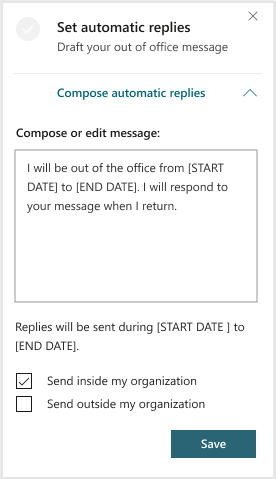 Set automatic replies
Draft your out of office message
Compose automatic replies
Compose or edit message:
I will be out of the office from [START
DATE] to [END DATE]. I will respond to
your message when I return.
Replies will be sent during [START DATE ] to
[END DATE].
Send inside my organization
Send outside my organization
Save